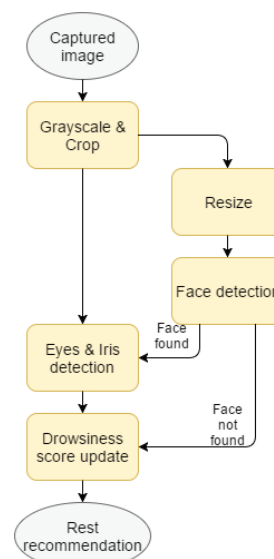 Captured
image
Grayscale &
Crop
Resize
Face detection
Face
found
Eyes & Iris
detection
Face
not
found
Drowsiness
score update
Rest
recommendation